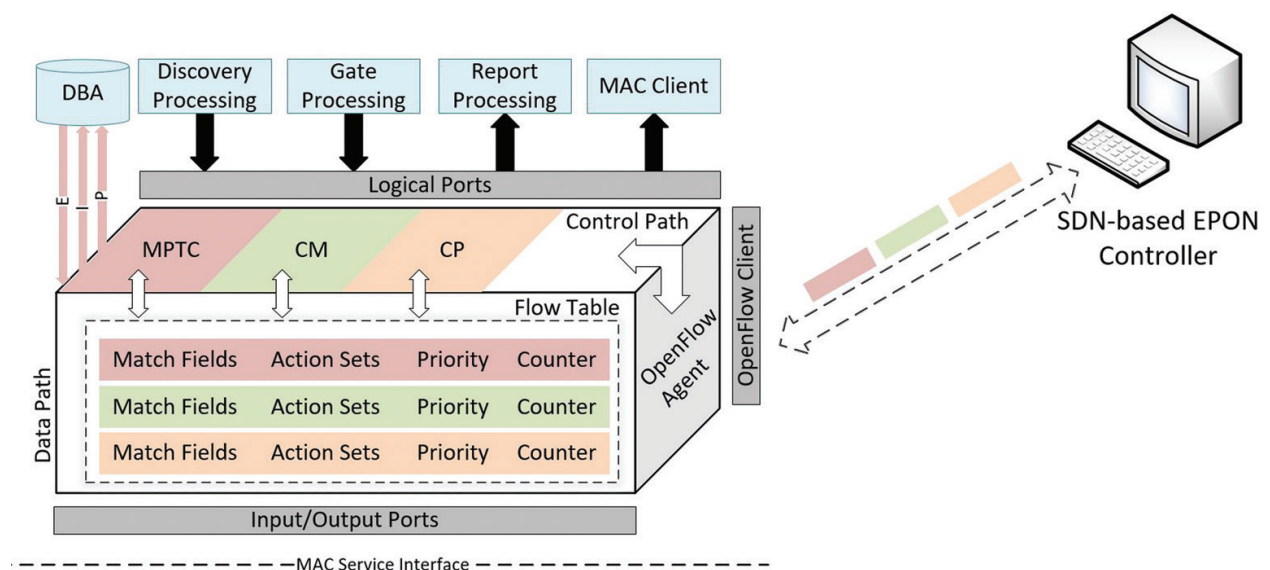 DBA
Discovery
Processing
Gate
Processing
Report
Processing
MAC Client
E
I
P
Logical Ports
MPTC
CM
CP
Control Path
Flow Table
Match Fields Action Sets Priority Counter
Match Fields Action Sets Priority Counter
Match Fields Action Sets Priority Counter
Data Path
OpenFlow
Agent
OpenFlow Client
SDN-based EPON
Controller
Input/Output Ports
MAC Service Interface